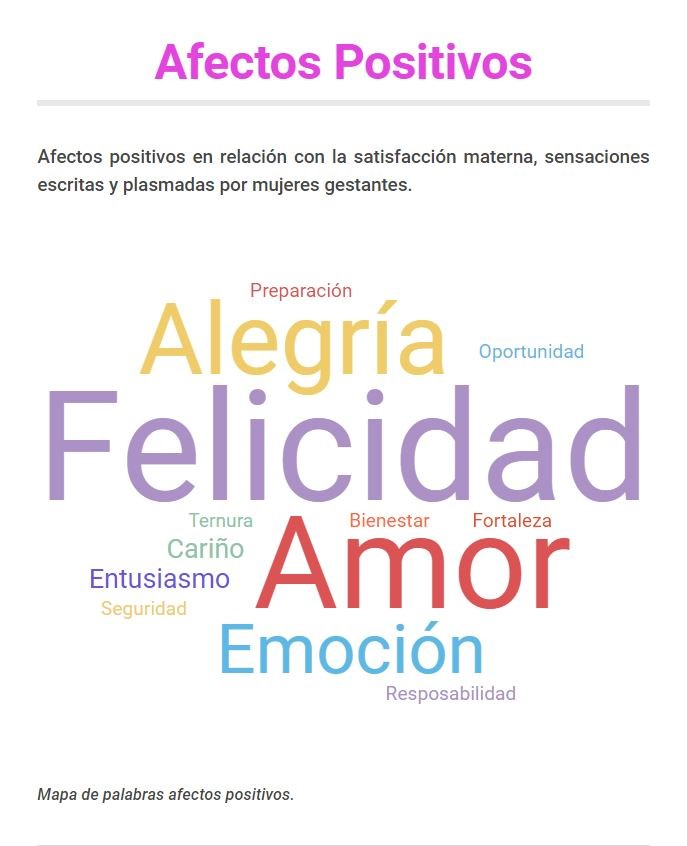 Afectos Positivos
Afectos positivos en relación con la satisfacción materna, sensaciones
escritas y plasmadas por mujeres gestantes.
Preparación
Alegría
Oportunidad
Felicidad
Ternura
Bienestar
Fortaleza
Cariño
Amor
Entusiasmo
Seguridad
Emoción
Resposabilidad
Mapa de palabras afectos positivos.